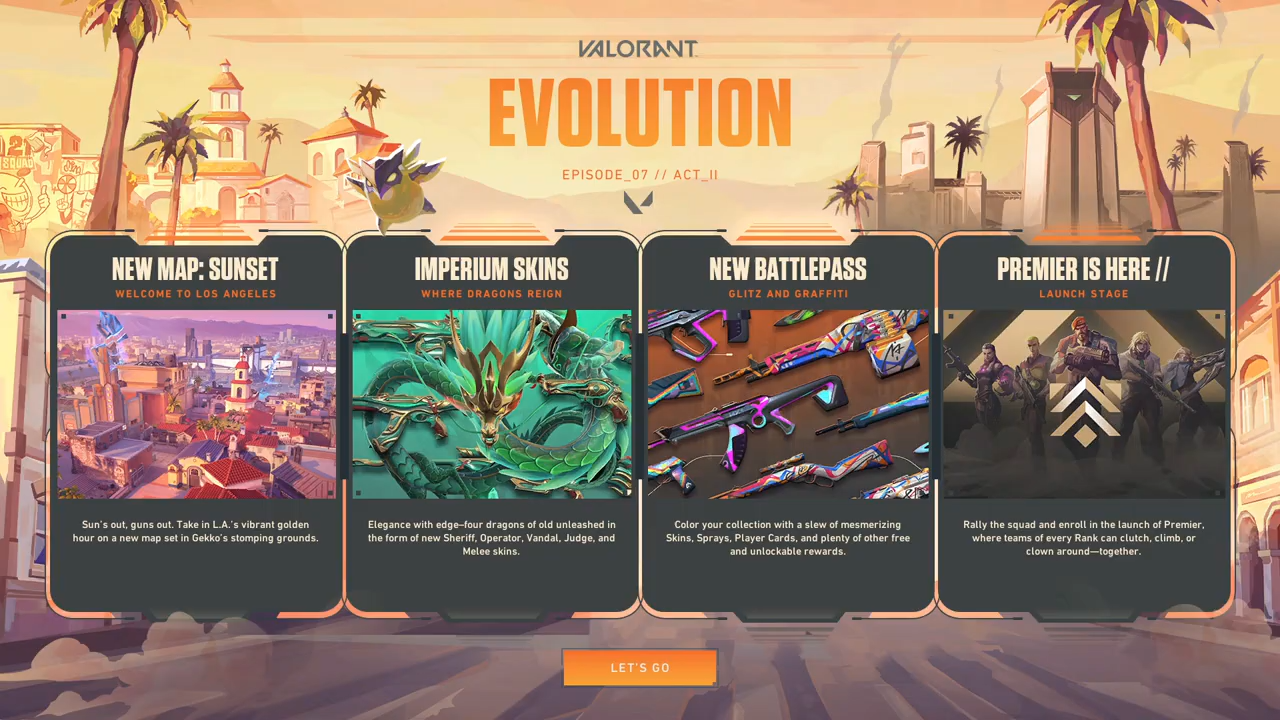 VALORANT
EVOLUTION
EPISODE_07 // ACT_II
NEW MAP: SUNSET
WELCOME TO LOS ANGELES
Sun's out, guns out. Take in L.A.'s vibrant golden
hour on a new map set in Gekko's stomping grounds.
IMPERIUM SKINS
WHERE DRAGONS REIGN
Elegance with edge–four dragons of old unleashed in
the form of new Sheriff, Operator, Vandal, Judge, and
Melee skins.
NEW BATTLEPASS
GLITZ AND GRAFFITI
Color your collection with a slew of mesmerizing
Skins, Sprays, Player Cards, and plenty of other free
and unlockable rewards.
PREMIER IS HERE //
LAUNCH STAGE
Rally the squad and enroll in the launch of Premier,
where teams of every Rank can clutch, climb, or
clown around—together.
LET'S GO
SQUAD